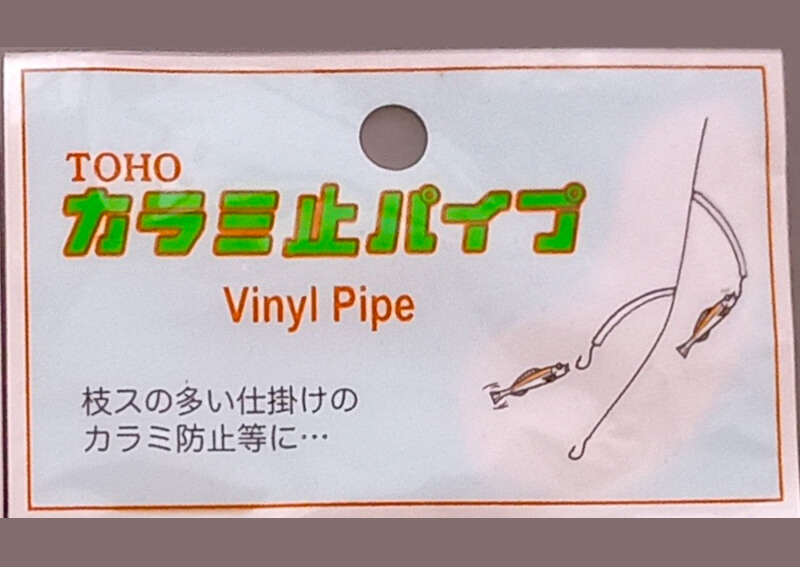 TOHO
カラミ止パイプ
Vinyl Pipe
枝スの多い仕掛けの
カラミ防止等に…